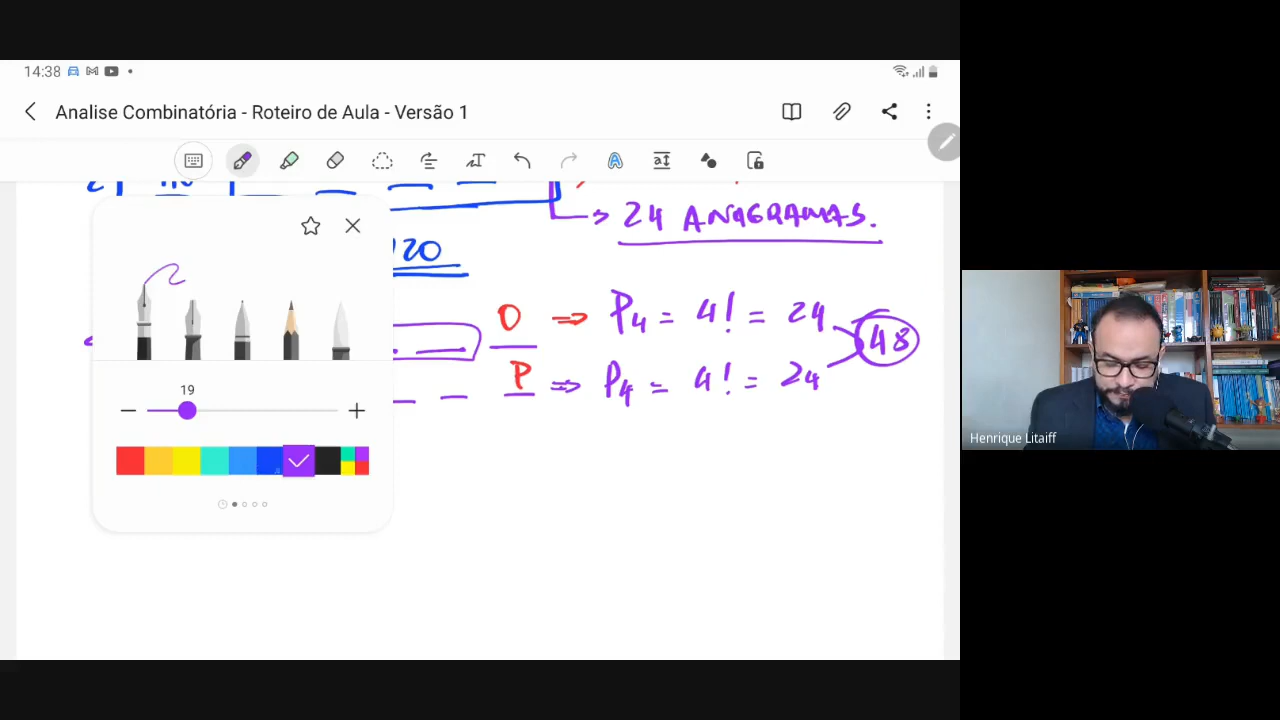 14:38
Analise Combinatória - Roteiro de Aula - Versão 1
24 ANAGRAMAS.
20
O ⇒ P4 = 4! = 24
48
P ⇒ P4 = 4! = 24
19
Henrique Litaiff